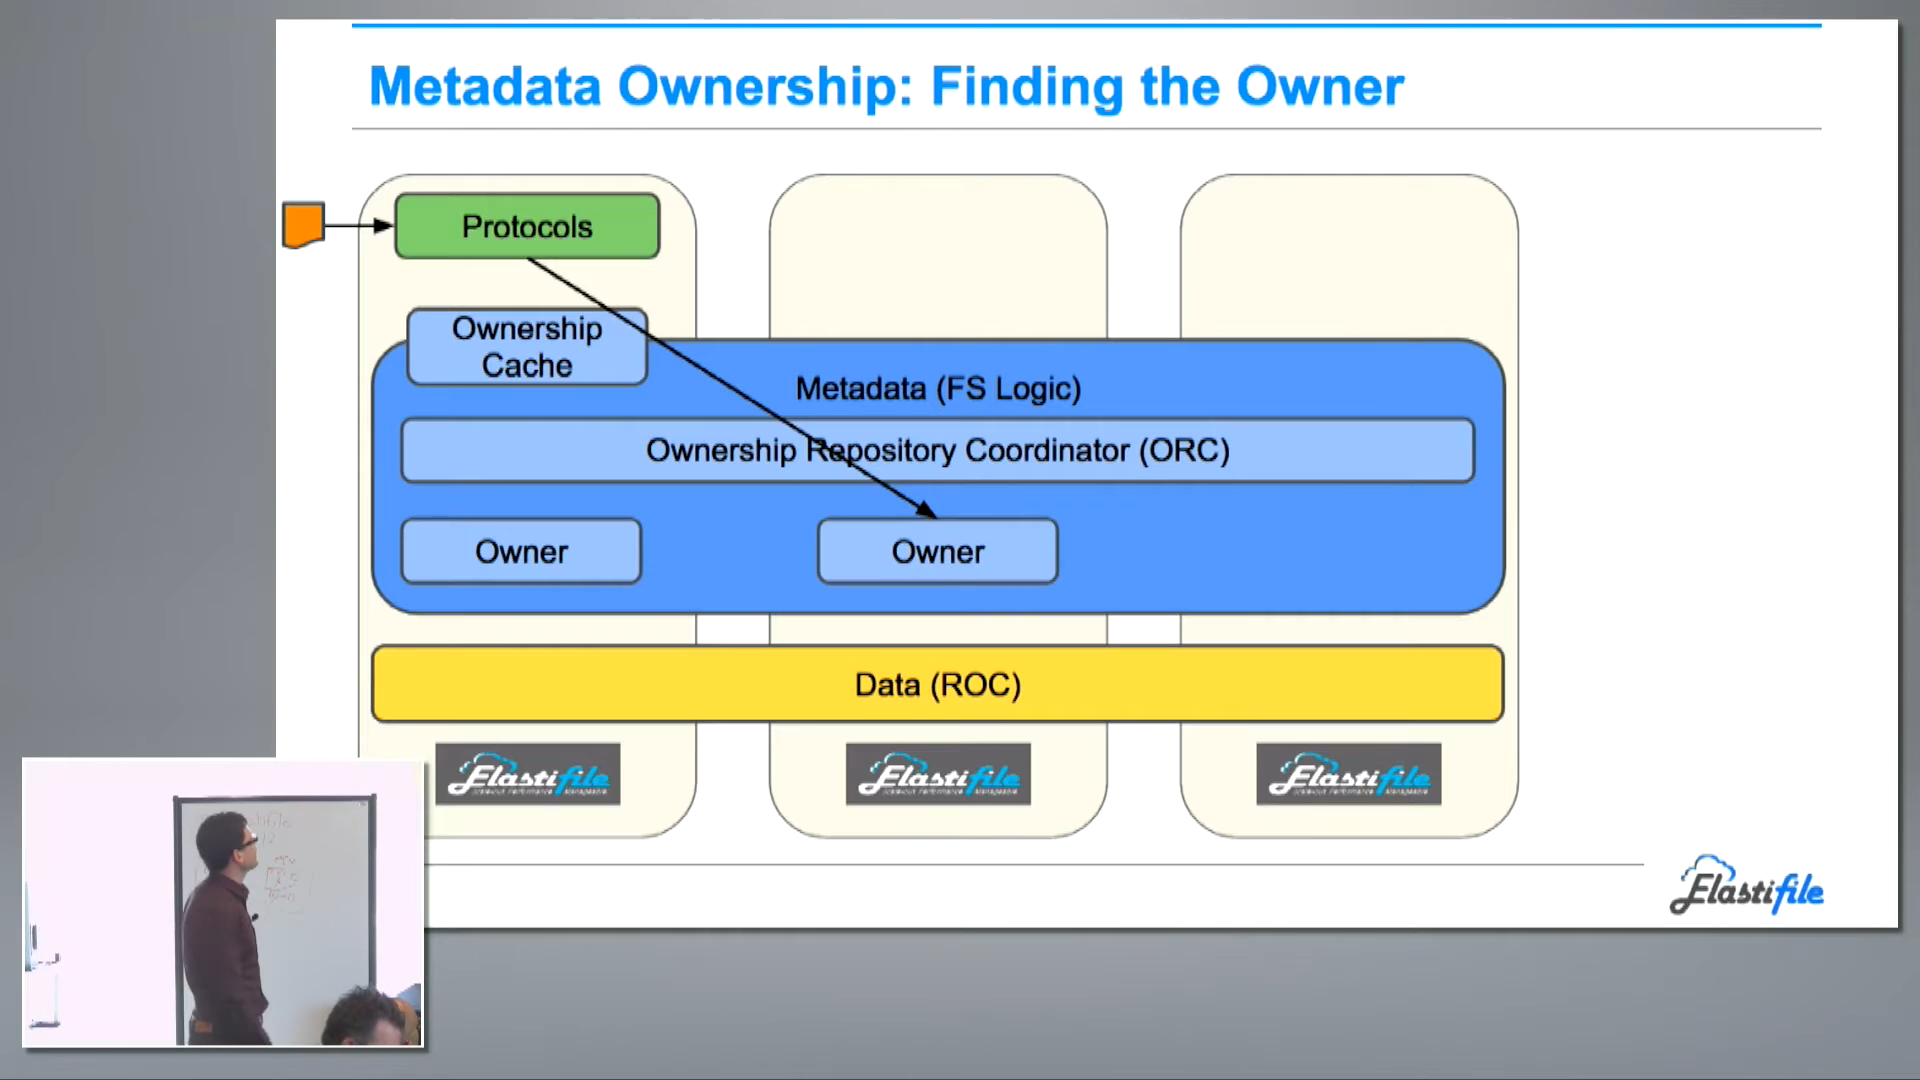 Metadata Ownership: Finding the Owner
Protocols
Ownership
Cache
Metadata (FS Logic)
Ownership Repository Coordinator (ORC)
Owner
Owner
Data (ROC)
Elastifile
Elastifile
Elastifile
Elastifile